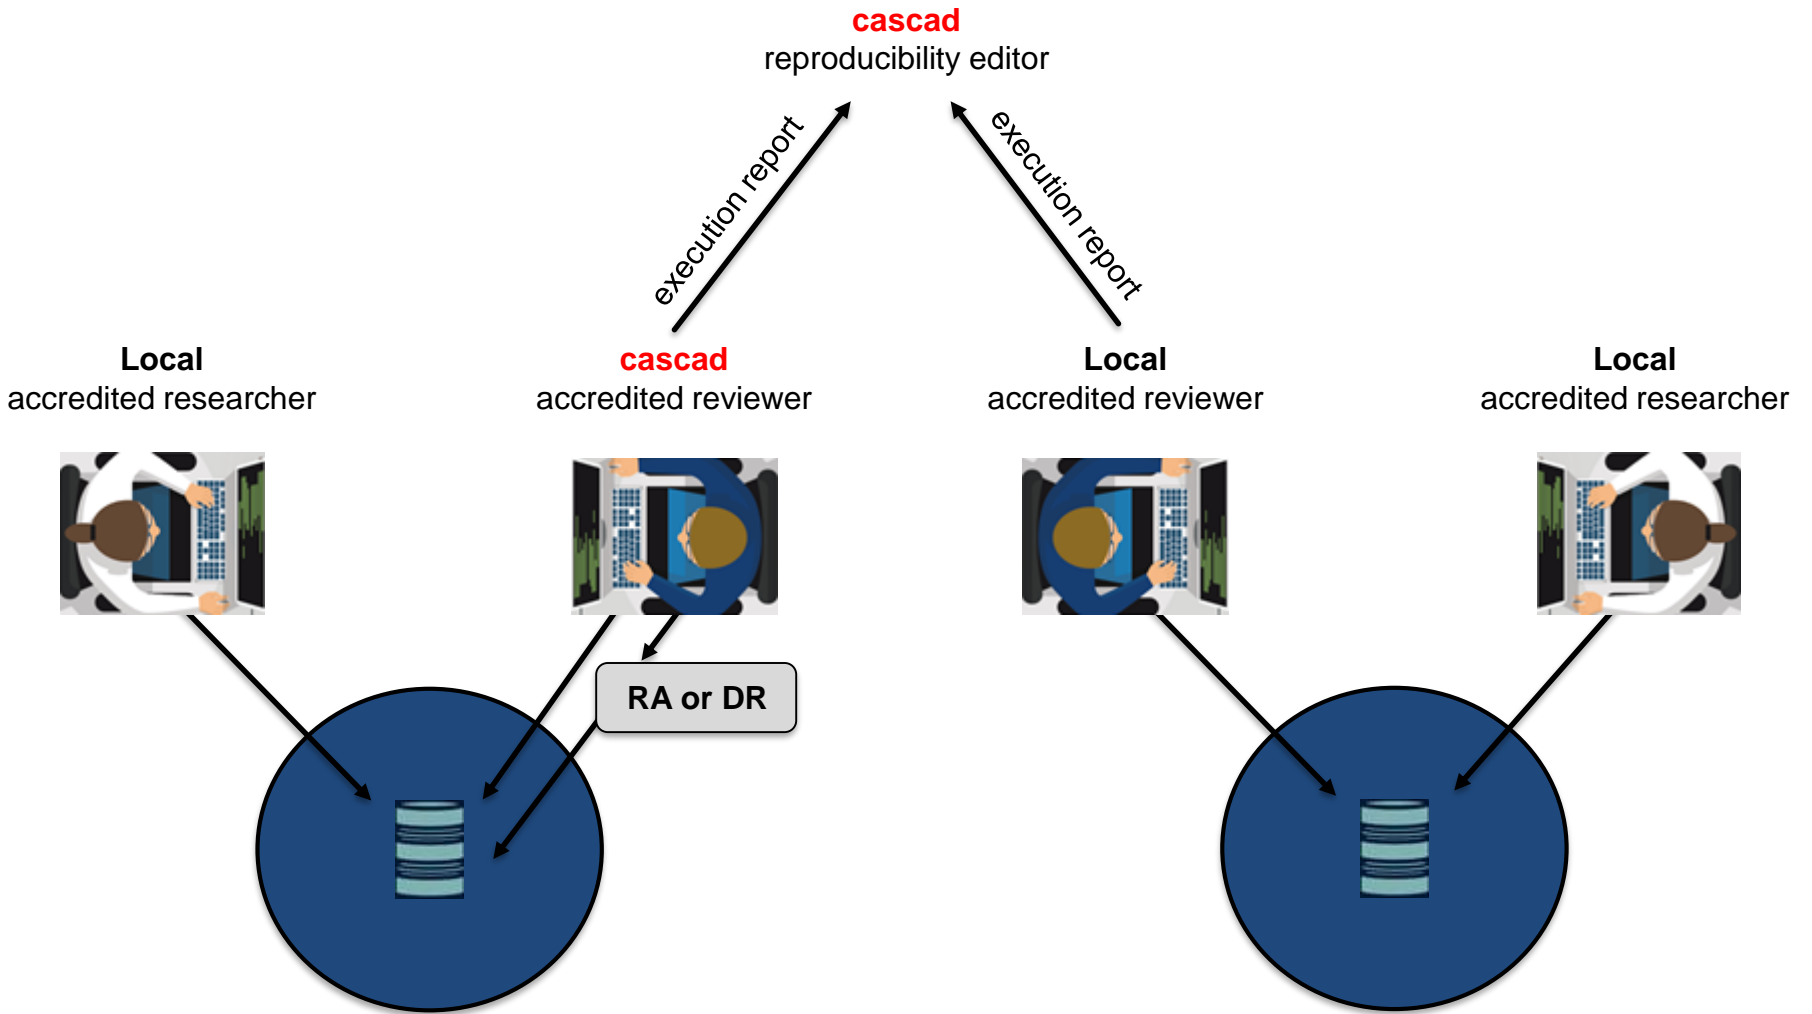 cascad
reproducibility editor
execution report
execution report
Local
accredited researcher
cascad
accredited reviewer
Local
accredited reviewer
Local
accredited researcher
RA or DR